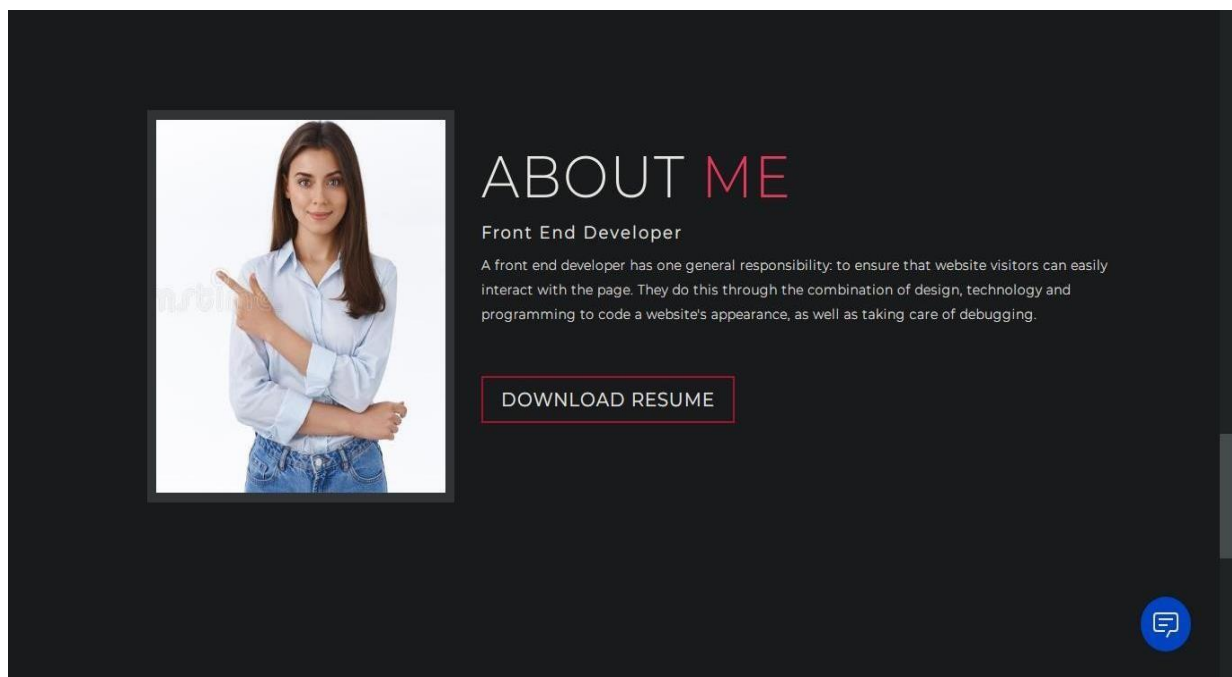 ABOUT ME
Front End Developer
A front end developer has one general responsibility: to ensure that website visitors can easily
interact with the page. They do this through the combination of design, technology and
programming to code a website's appearance, as well as taking care of debugging.
DOWNLOAD RESUME